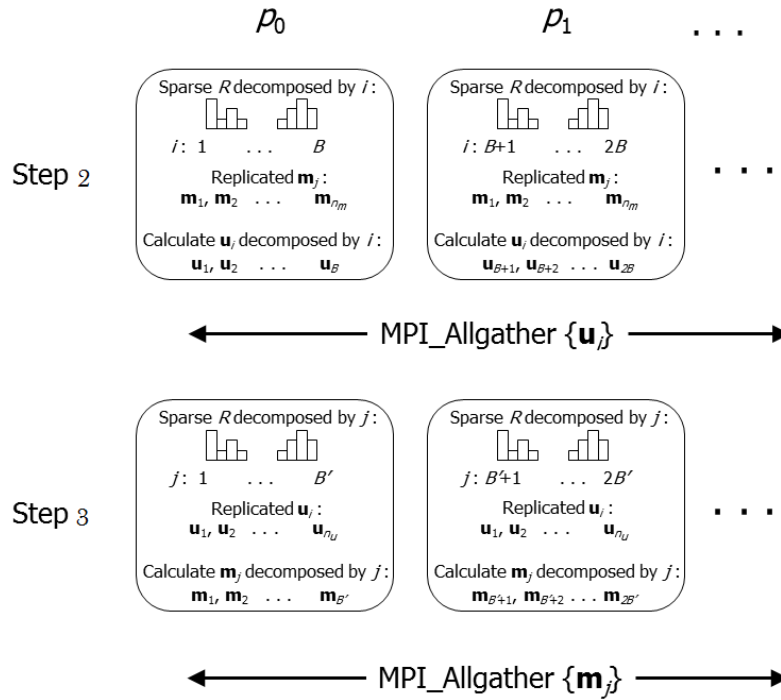 p0 p1 . . .
Step 2
Sparse R decomposed by i:
i: 1 . . . B
Replicated mj:
m1, m2 . . . mnm
Calculate ui decomposed by i:
u1, u2 . . . uB
Sparse R decomposed by i:
i: B+1 . . . 2B
Replicated mj:
m1, m2 . . . mnm
Calculate ui decomposed by i:
uB+1, uB+2 . . . u2B
. . .
MPI_Allgather {ui}
Step 3
Sparse R decomposed by j:
j: 1 . . . B′
Replicated ui:
u1, u2 . . . unu
Calculate mj decomposed by j:
m1, m2 . . . mB′
Sparse R decomposed by j:
j: B′+1 . . . 2B′
Replicated ui:
u1, u2 . . . unu
Calculate mj decomposed by j:
mB′+1, mB′+2 . . . m2B′
. . .
MPI_Allgather {mj}